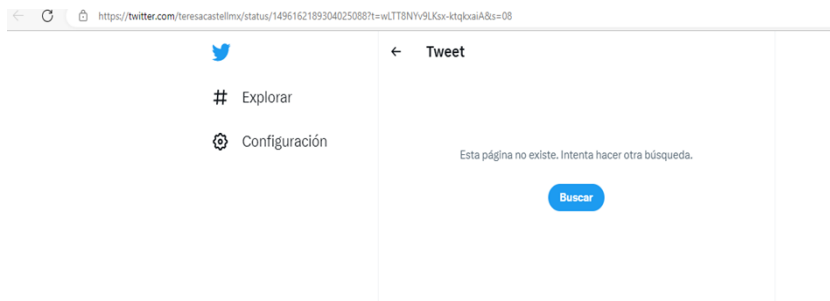 https://twitter.com/teresacastellmx/status/1496162189304025088?t=wLTT8NYv9LKsx-ktqkxaiA&s=08
Tweet
Explorar
Configuración
Esta página no existe. Intenta hacer otra búsqueda.
Buscar